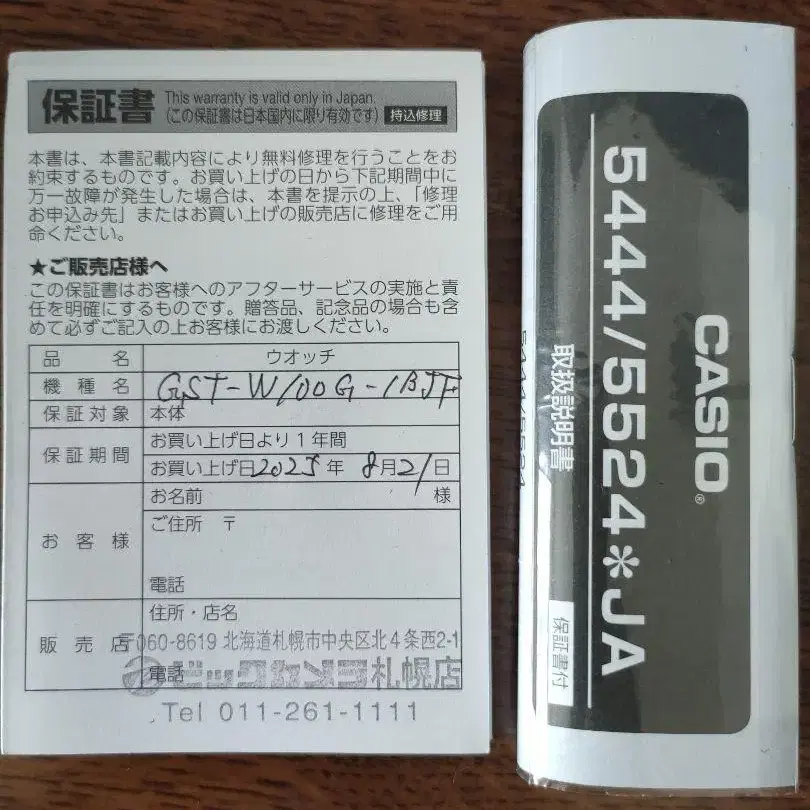 保証書
This warranty is valid only in Japan.
(この保証書は日本国内に限り有効です)
持込修理
本書は、本書記載内容により無料修理を行うことをお
約束するものです。お買い上げの日から下記期間中に
万一故障が発生した場合は、本書を提示の上、「修理
お申込み先」またはお買い上げの販売店に修理をご用
命ください。
★ご販売店様へ
この保証書はお客様へのアフターサービスの実施と責
任を明確にするものです。贈答品、記念品の場合も含
めて必ずご記入の上お客様にお渡しください。
品名 ウオッチ
機種名 GST-W100G-1BJF
保証対象 本体
保証期間 お買い上げ日より1年間
お買い上げ日2025年 8月21日
お客様 お名前 様
ご住所 〒
電話
販売店 住所・店名
〒060-8619 北海道札幌市中央区北4条西2-1
電話
ビックカメラ札幌店
Tel 011-261-1111
CASIO®
5444/5524*JA
取扱説明書
保証書付